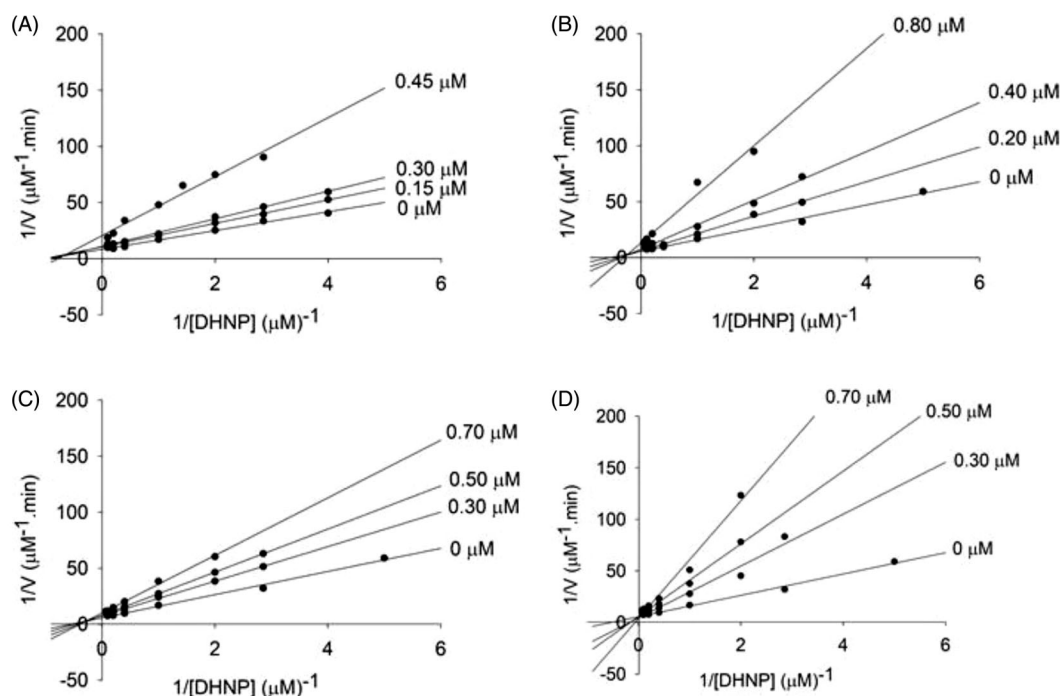 (A)
200
150
100
50
0
-50
0 2 4 6
1/V (μM⁻¹.min)
1/[DHNP] (μM)⁻¹
0.45 μM
0.30 μM
0.15 μM
0 μM
(B)
200
150
100
50
0
-50
0 2 4 6
1/V (μM⁻¹.min)
1/[DHNP] (μM)⁻¹
0.80 μM
0.40 μM
0.20 μM
0 μM
(C)
200
150
100
50
0
-50
0 2 4 6
1/V (μM⁻¹.min)
1/[DHNP] (μM)⁻¹
0.70 μM
0.50 μM
0.30 μM
0 μM
(D)
200
150
100
50
0
-50
0 2 4 6
1/V (μM⁻¹.min)
1/[DHNP] (μM)⁻¹
0.70 μM
0.50 μM
0.30 μM
0 μM